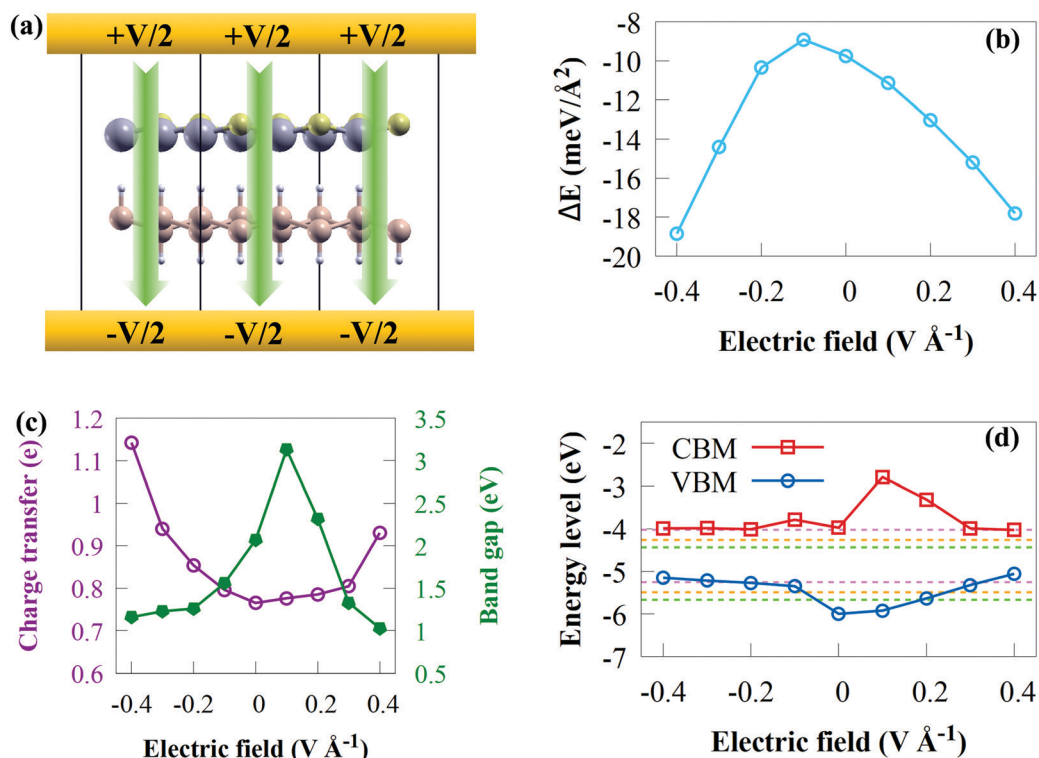 (a)
+V/2 +V/2 +V/2
-V/2 -V/2 -V/2
(b)
ΔE (meV/Å²)
-8
-10
-12
-14
-16
-18
-20
-0.4 -0.2 0 0.2 0.4
Electric field (V Å⁻¹)
(c)
Charge transfer (e)
1.2
1.1
1
0.9
0.8
0.7
0.6
Band gap (eV)
3.5
3
2.5
2
1.5
1
0.5
-0.4 -0.2 0 0.2 0.4
Electric field (V Å⁻¹)
(d)
CBM
VBM
Energy level (eV)
-2
-3
-4
-5
-6
-7
-0.4 -0.2 0 0.2 0.4
Electric field (V Å⁻¹)